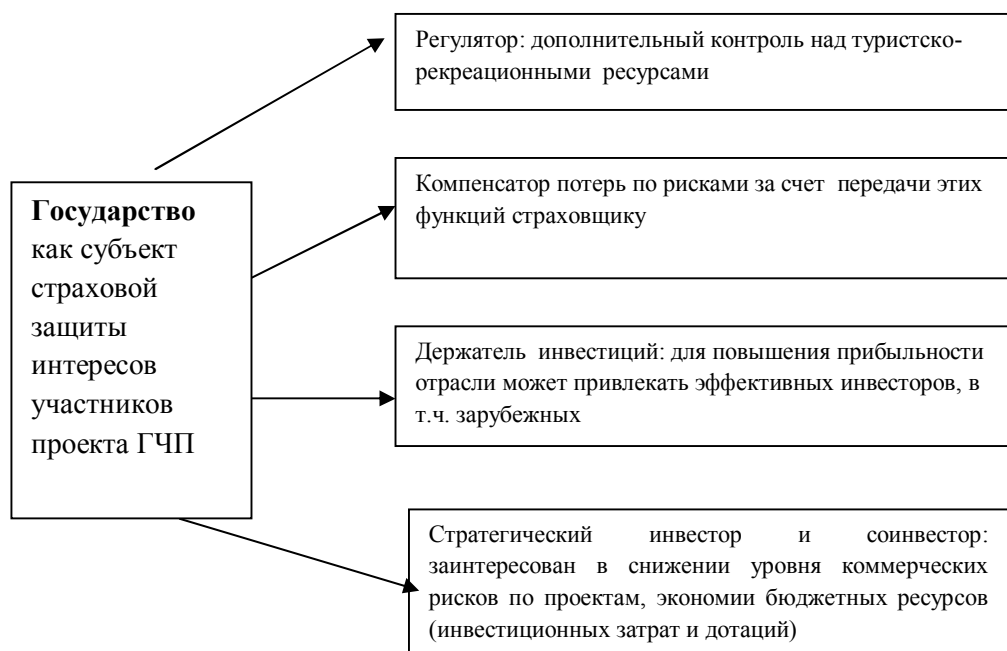 Регулятор: дополнительный контроль над туристско-
рекреационными ресурсами
Государство
как субъект
страховой
защиты
интересов
участников
проекта ГЧП
Компенсатор потерь по рисками за счет передачи этих
функций страховщику
Держатель инвестиций: для повышения прибыльности
отрасли может привлекать эффективных инвесторов, в
т.ч. зарубежных
Стратегический инвестор и соинвестор:
заинтересован в снижении уровня коммерческих
рисков по проектам, экономии бюджетных ресурсов
(инвестиционных затрат и дотаций)